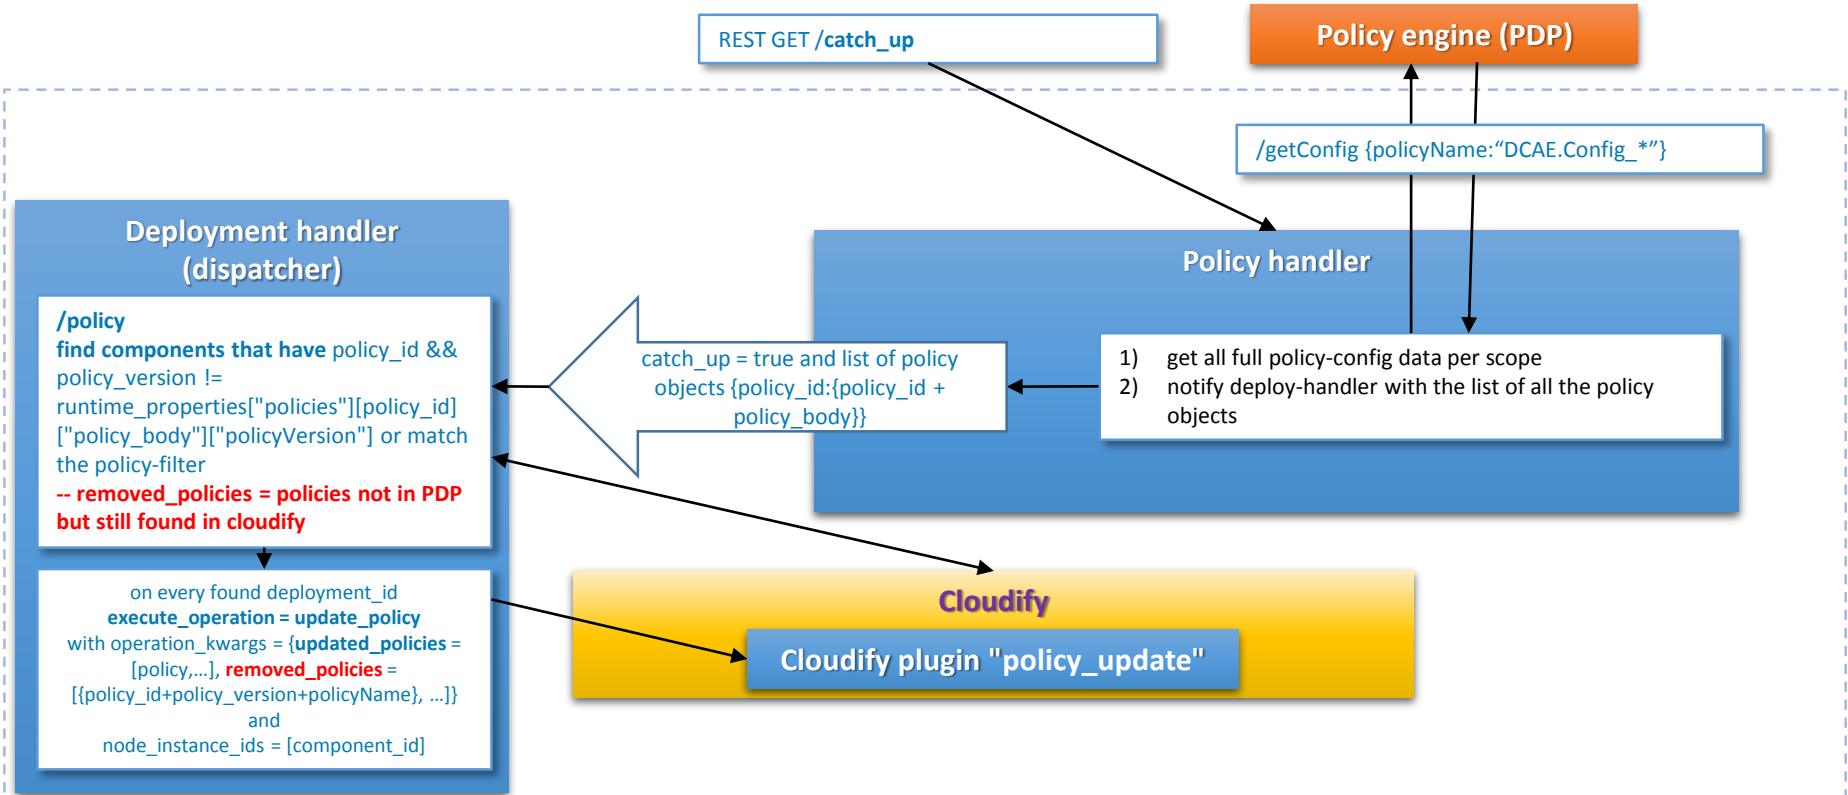 REST GET /catch_up
Policy engine (PDP)
/getConfig {policyName:“DCAE.Config_*”}
Deployment handler
(dispatcher)
/policy
find components that have policy_id &&
policy_version !=
runtime_properties["policies"][policy_id]
["policy_body"]["policyVersion"] or match
the policy-filter
-- removed_policies = policies not in PDP
but still found in cloudify
on every found deployment_id
execute_operation = update_policy
with operation_kwargs = {updated_policies =
[policy,...], removed_policies =
[{policy_id+policy_version+policyName}, ...]}
and
node_instance_ids = [component_id]
catch_up = true and list of policy
objects {policy_id:{policy_id +
policy_body}}
Policy handler
1) get all full policy-config data per scope
2) notify deploy-handler with the list of all the policy
objects
Cloudify
Cloudify plugin "policy_update"